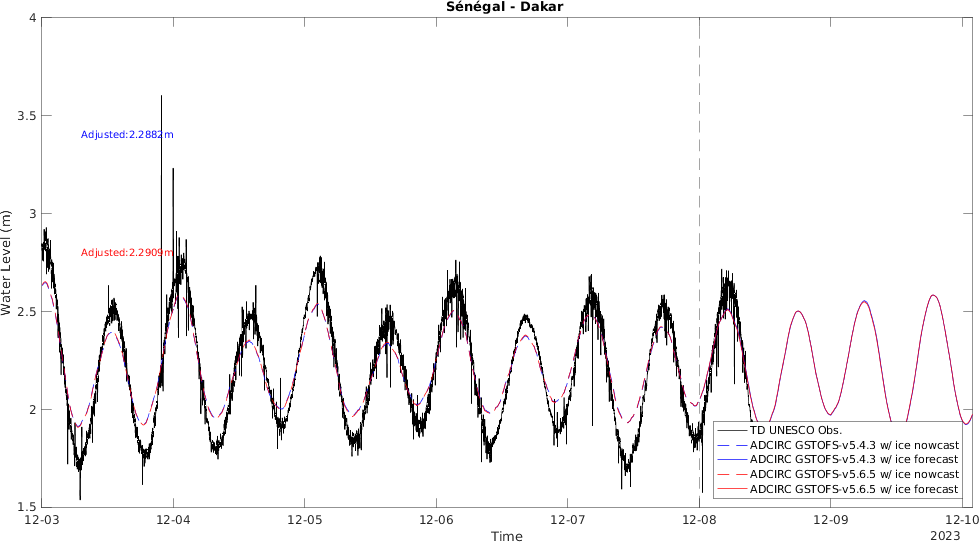 Sénégal - Dakar
4
3.5
3
2.5
2
1.5
Water Level (m)
Adjusted:2.2882m
Adjusted:2.2909m
TD UNESCO Obs.
ADCIRC GSTOFS-v5.4.3 w/ ice nowcast
ADCIRC GSTOFS-v5.4.3 w/ ice forecast
ADCIRC GSTOFS-v5.6.5 w/ ice nowcast
ADCIRC GSTOFS-v5.6.5 w/ ice forecast
12-03 12-04 12-05 12-06 12-07 12-08 12-09 12-10
Time
2023